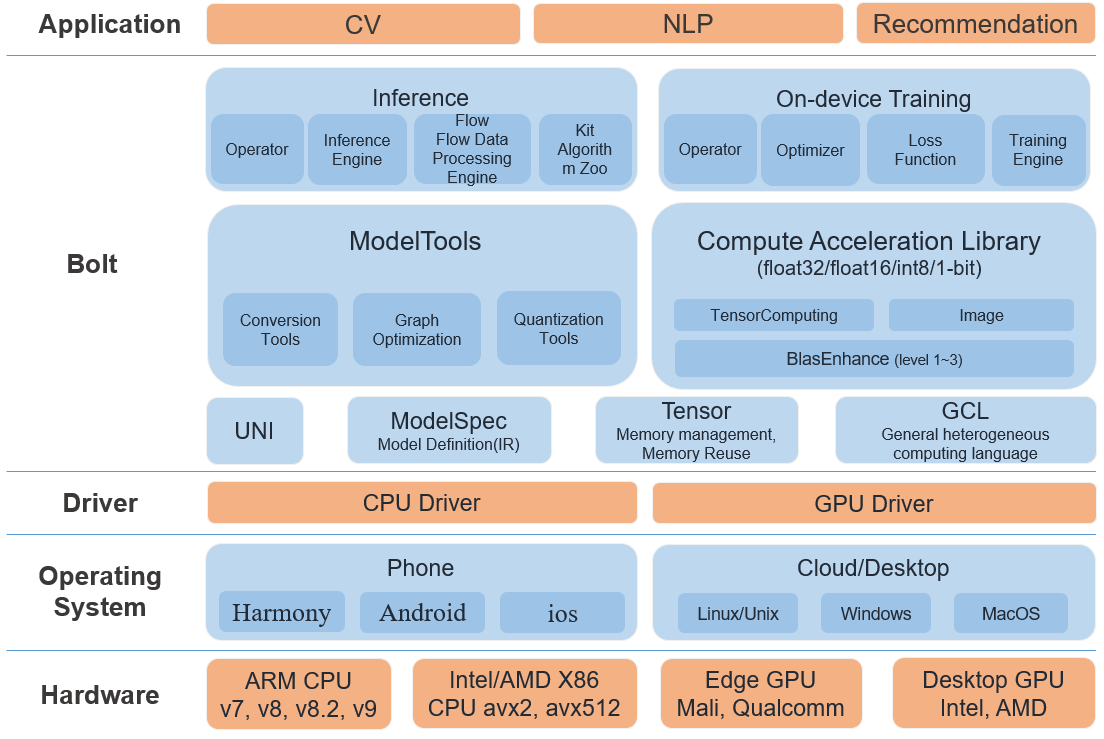 Application
CV
NLP
Recommendation
Bolt
Inference
Operator
Inference
Engine
Flow
Flow Data
Processing
Engine
Kit
Algorith
m Zoo
On-device Training
Operator
Optimizer
Loss
Function
Training
Engine
ModelTools
Conversion
Tools
Graph
Optimization
Quantization
Tools
Compute Acceleration Library
(float32/float16/int8/1-bit)
TensorComputing
Image
BlasEnhance (level 1~3)
UNI
ModelSpec
Model Definition(IR)
Tensor
Memory management,
Memory Reuse
GCL
General heterogeneous
computing language
Driver
CPU Driver
GPU Driver
Operating
System
Phone
Harmony
Android
ios
Cloud/Desktop
Linux/Unix
Windows
MacOS
Hardware
ARM CPU
v7, v8, v8.2, v9
Intel/AMD X86
CPU avx2, avx512
Edge GPU
Mali, Qualcomm
Desktop GPU
Intel, AMD